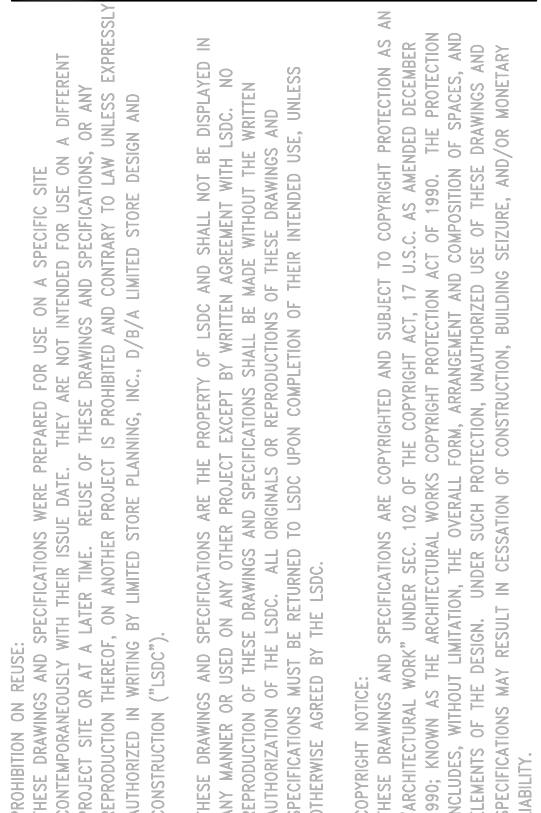 PROHIBITION ON REUSE:
THESE DRAWINGS AND SPECIFICATIONS WERE PREPARED FOR USE ON A SPECIFIC SITE
CONTEMPORANEOUSLY WITH THEIR ISSUE DATE. THEY ARE NOT INTENDED FOR USE ON A DIFFERENT
PROJECT SITE OR AT A LATER TIME. REUSE OF THESE DRAWINGS AND SPECIFICATIONS, OR ANY
REPRODUCTION THEREOF, ON ANOTHER PROJECT IS PROHIBITED AND CONTRARY TO LAW UNLESS EXPRESSLY
AUTHORIZED IN WRITING BY LIMITED STORE PLANNING, INC., D/B/A LIMITED STORE DESIGN AND
CONSTRUCTION ("LSDC").
THESE DRAWINGS AND SPECIFICATIONS ARE THE PROPERTY OF LSDC AND SHALL NOT BE DISPLAYED IN
ANY MANNER OR USED ON ANY OTHER PROJECT EXCEPT BY WRITTEN AGREEMENT WITH LSDC. NO
REPRODUCTION OF THESE DRAWINGS AND SPECIFICATIONS SHALL BE MADE WITHOUT THE WRITTEN
AUTHORIZATION OF THE LSDC. ALL ORIGINALS OR REPRODUCTIONS OF THESE DRAWINGS AND
SPECIFICATIONS MUST BE RETURNED TO LSDC UPON COMPLETION OF THEIR INTENDED USE, UNLESS
OTHERWISE AGREED BY THE LSDC.
COPYRIGHT NOTICE:
THESE DRAWINGS AND SPECIFICATIONS ARE COPYRIGHTED AND SUBJECT TO COPYRIGHT PROTECTION AS AN
"ARCHITECTURAL WORK" UNDER SEC. 102 OF THE COPYRIGHT ACT, 17 U.S.C. AS AMENDED DECEMBER
990; KNOWN AS THE ARCHITECTURAL WORKS COPYRIGHT PROTECTION ACT OF 1990. THE PROTECTION
INCLUDES, WITHOUT LIMITATION, THE OVERALL FORM, ARRANGEMENT AND COMPOSITION OF SPACES, AND
ELEMENTS OF THE DESIGN. UNDER SUCH PROTECTION, UNAUTHORIZED USE OF THESE DRAWINGS AND
SPECIFICATIONS MAY RESULT IN CESSATION OF CONSTRUCTION, BUILDING SEIZURE, AND/OR MONETARY
LIABILITY.